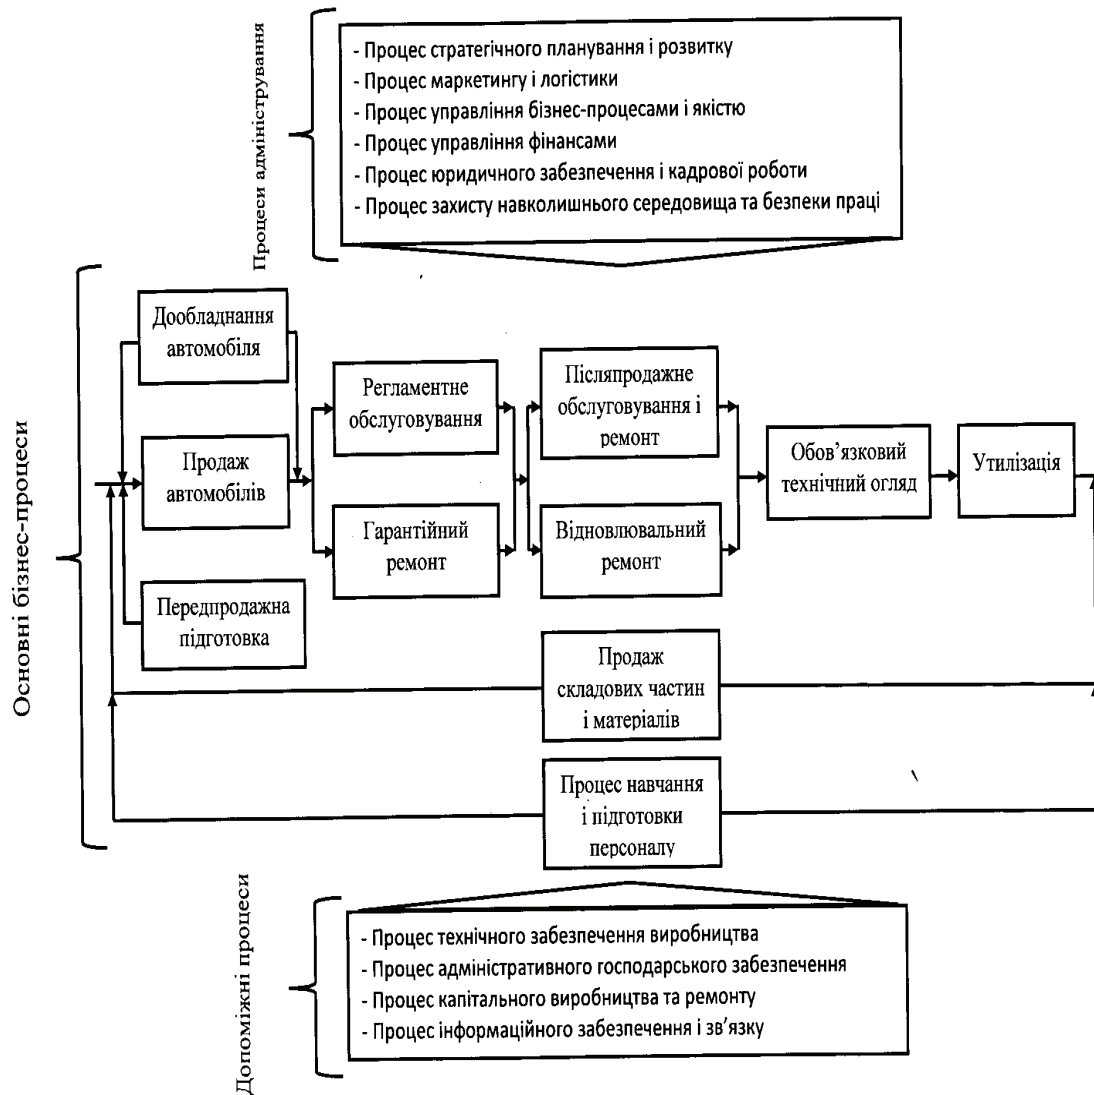 Процеси адміністрування
- Процес стратегічного планування і розвитку
- Процес маркетингу і логістики
- Процес управління бізнес-процесами і якістю
- Процес управління фінансами
- Процес юридичного забезпечення і кадрової роботи
- Процес захисту навколишнього середовища та безпеки праці
Основні бізнес-процеси
Дообладнання
автомобіля
Продаж
автомобілів
Передпродажна
підготовка
Регламентне
обслуговування
Гарантійний
ремонт
Післяпродажне
обслуговування і
ремонт
Відновлювальний
ремонт
Обов’язковий
технічний огляд
Утилізація
Продаж
складових частин
і матеріалів
Процес навчання
і підготовки
персоналу
Допоміжні процеси
- Процес технічного забезпечення виробництва
- Процес адміністративного господарського забезпечення
- Процес капітального виробництва та ремонту
- Процес інформаційного забезпечення і зв’язку